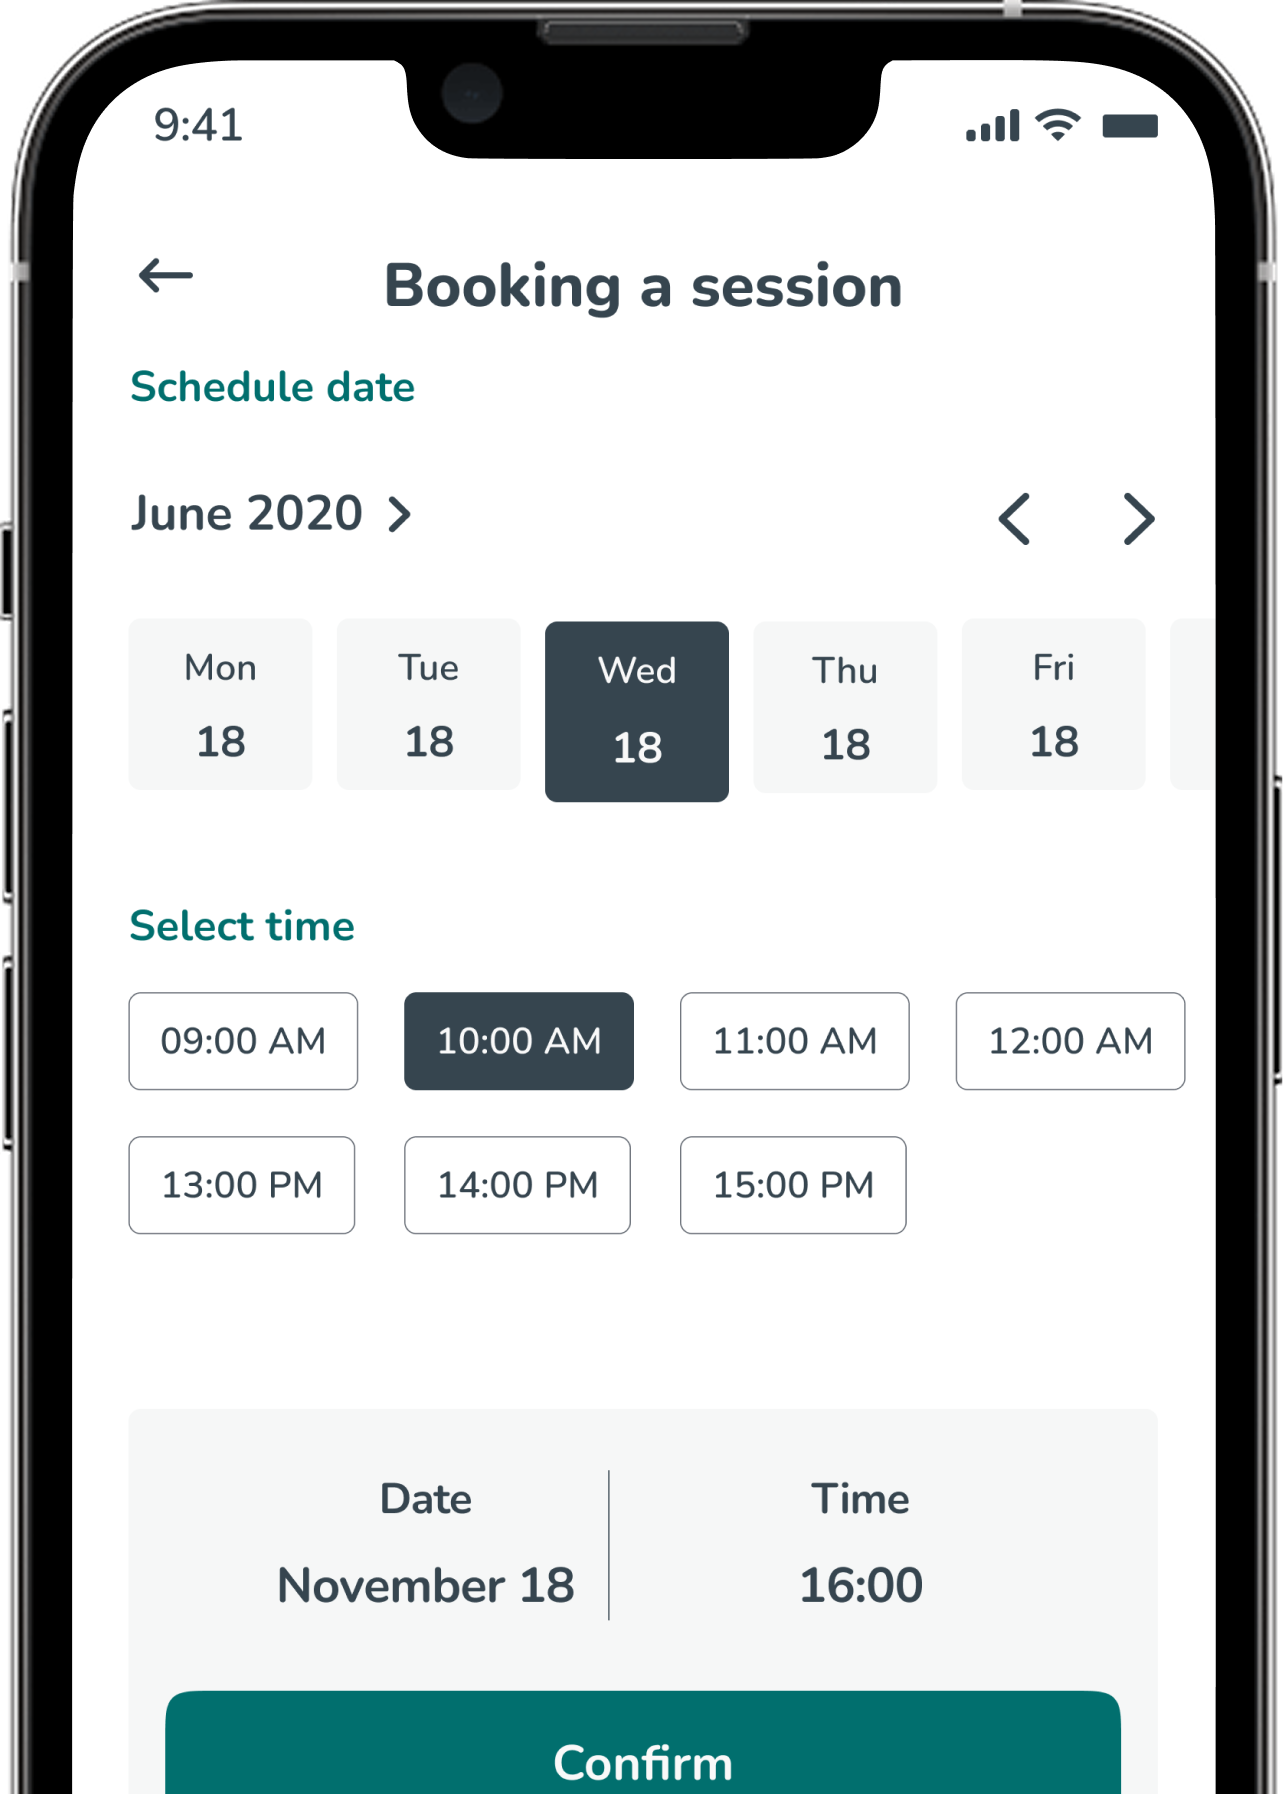 9:41
Booking a session
Schedule date
June 2020
Mon Tue Wed Thu Fri
18 18 18 18 18
Select time
09:00 AM 10:00 AM 11:00 AM 12:00 AM
13:00 PM 14:00 PM 15:00 PM
Date Time
November 18 16:00
Confirm